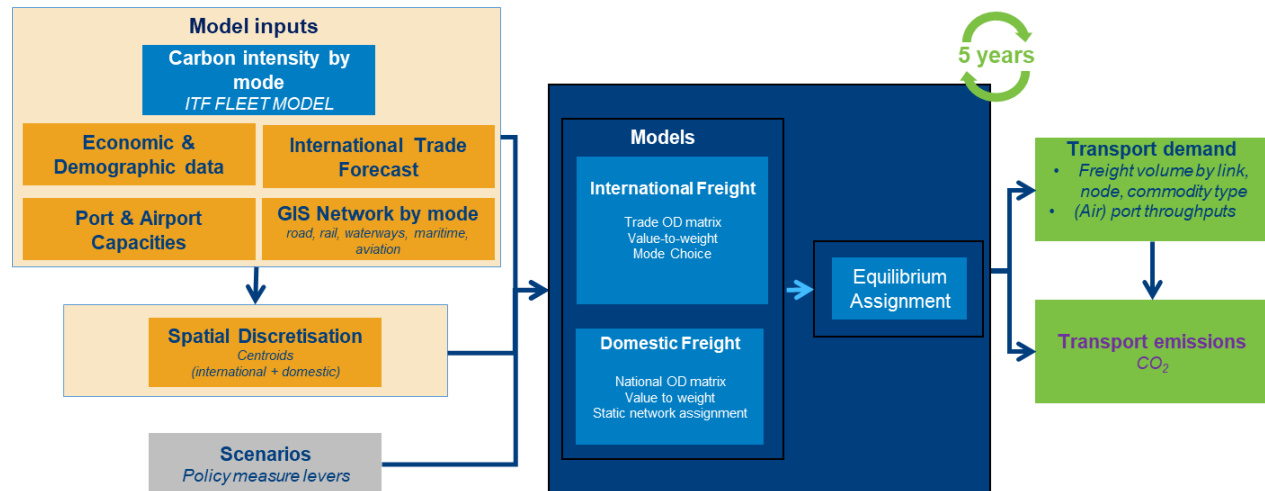 Model inputs
Carbon intensity by
mode
ITF FLEET MODEL
Economic &
Demographic data
International Trade
Forecast
Port & Airport
Capacities
GIS Network by mode
road, rail, waterways, maritime,
aviation
Spatial Discretisation
Centroids
(international + domestic)
Scenarios
Policy measure levers
5 years
Models
International Freight
Trade OD matrix
Value-to-weight
Mode Choice
Domestic Freight
National OD matrix
Value to weight
Static network assignment
Equilibrium
Assignment
Transport demand
• Freight volume by link,
node, commodity type
• (Air) port throughputs
Transport emissions
CO₂